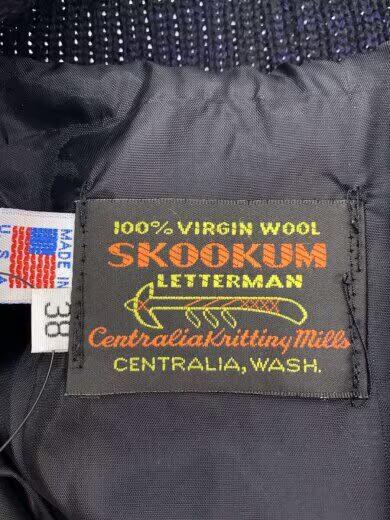 100% VIRGIN WOOL
SKOOKUM
LETTERMAN
Centralia Knitting Mills
CENTRALIA, WASH.
MADE IN
U S A
38